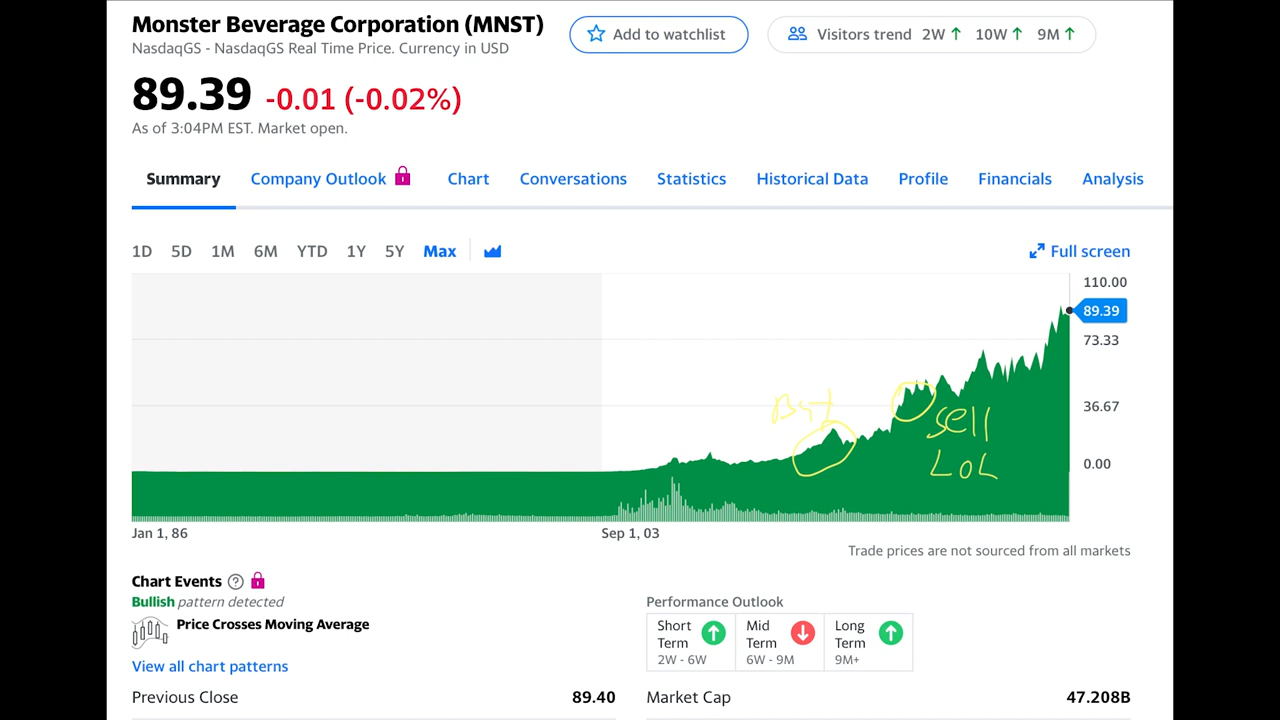 Monster Beverage Corporation (MNST)
Add to watchlist
Visitors trend 2W 10W 9M
NasdaqGS - NasdaqGS Real Time Price. Currency in USD
89.39 -0.01 (-0.02%)
As of 3:04PM EST. Market open.
Summary Company Outlook Chart Conversations Statistics Historical Data Profile Financials Analysis
1D 5D 1M 6M YTD 1Y 5Y Max
Full screen
110.00
89.39
73.33
36.67
sell
LOL
0.00
Jan 1, 86
Sep 1, 03
Trade prices are not sourced from all markets
Chart Events ?
Bullish pattern detected
Price Crosses Moving Average
View all chart patterns
Performance Outlook
Short Term 2W - 6W
Mid Term 6W - 9M
Long Term 9M+
Previous Close 89.40
Market Cap 47.208B